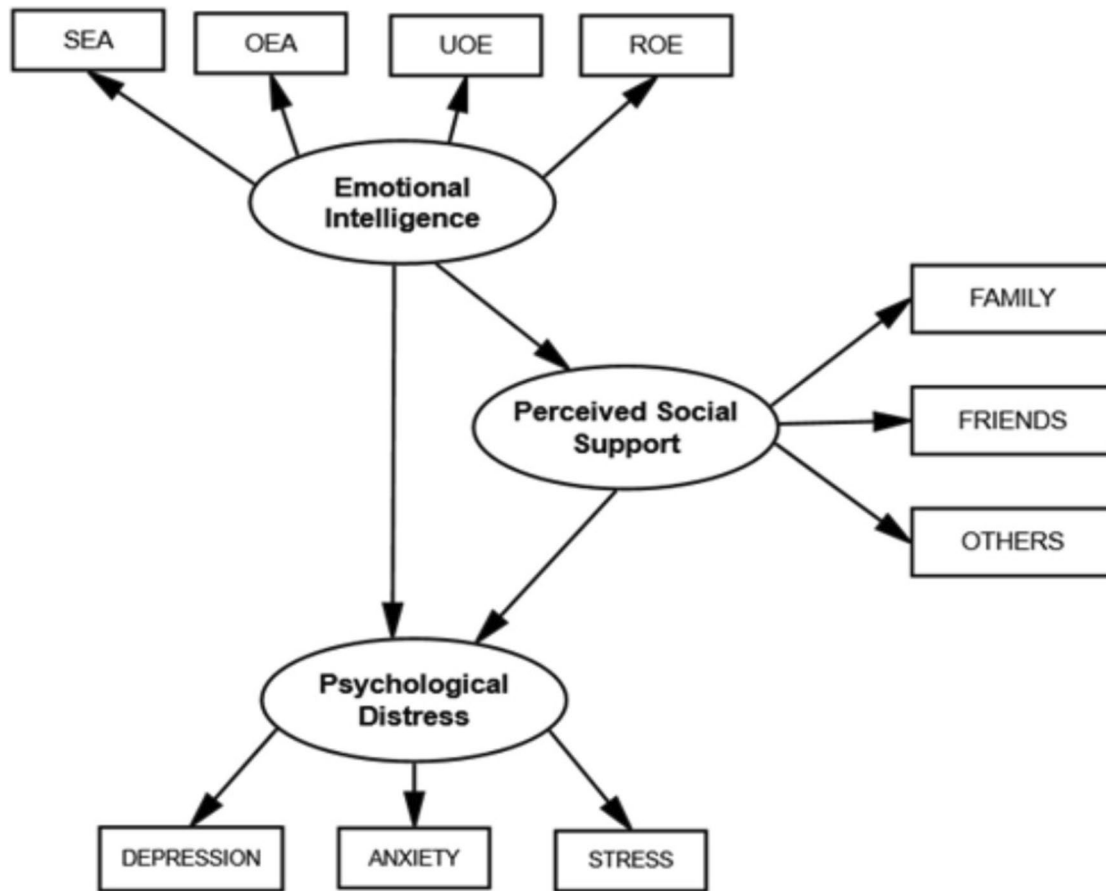 SEA
OEA
UOE
ROE
Emotional
Intelligence
FAMILY
Perceived Social
Support
FRIENDS
OTHERS
Psychological
Distress
DEPRESSION
ANXIETY
STRESS